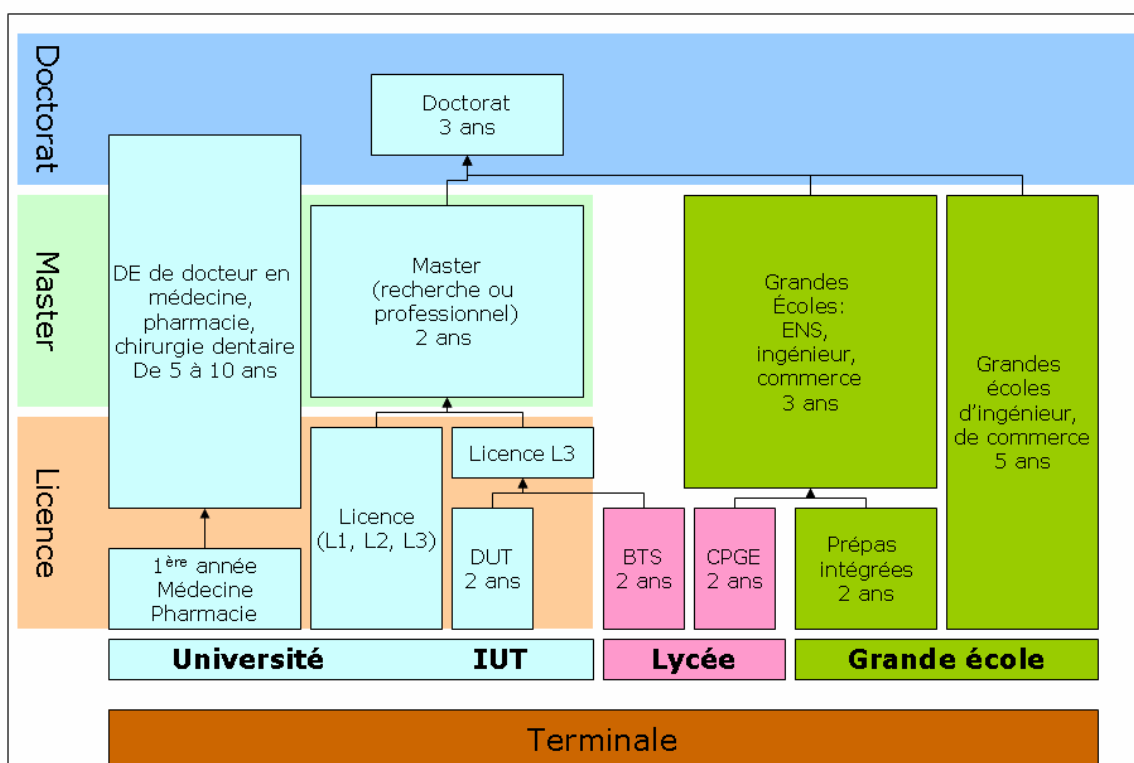 Doctorat
Doctorat
3 ans
Master
DE de docteur en
médecine,
pharmacie,
chirurgie dentaire
De 5 à 10 ans
Master
(recherche ou
professionnel)
2 ans
Grandes
Écoles:
ENS,
ingénieur,
commerce
3 ans
Grandes
écoles
d’ingénieur,
de commerce
5 ans
Licence
Licence L3
1ère année
Médecine
Pharmacie
Licence
(L1, L2, L3)
DUT
2 ans
BTS
2 ans
CPGE
2 ans
Prépas
intégrées
2 ans
Université
IUT
Lycée
Grande école
Terminale